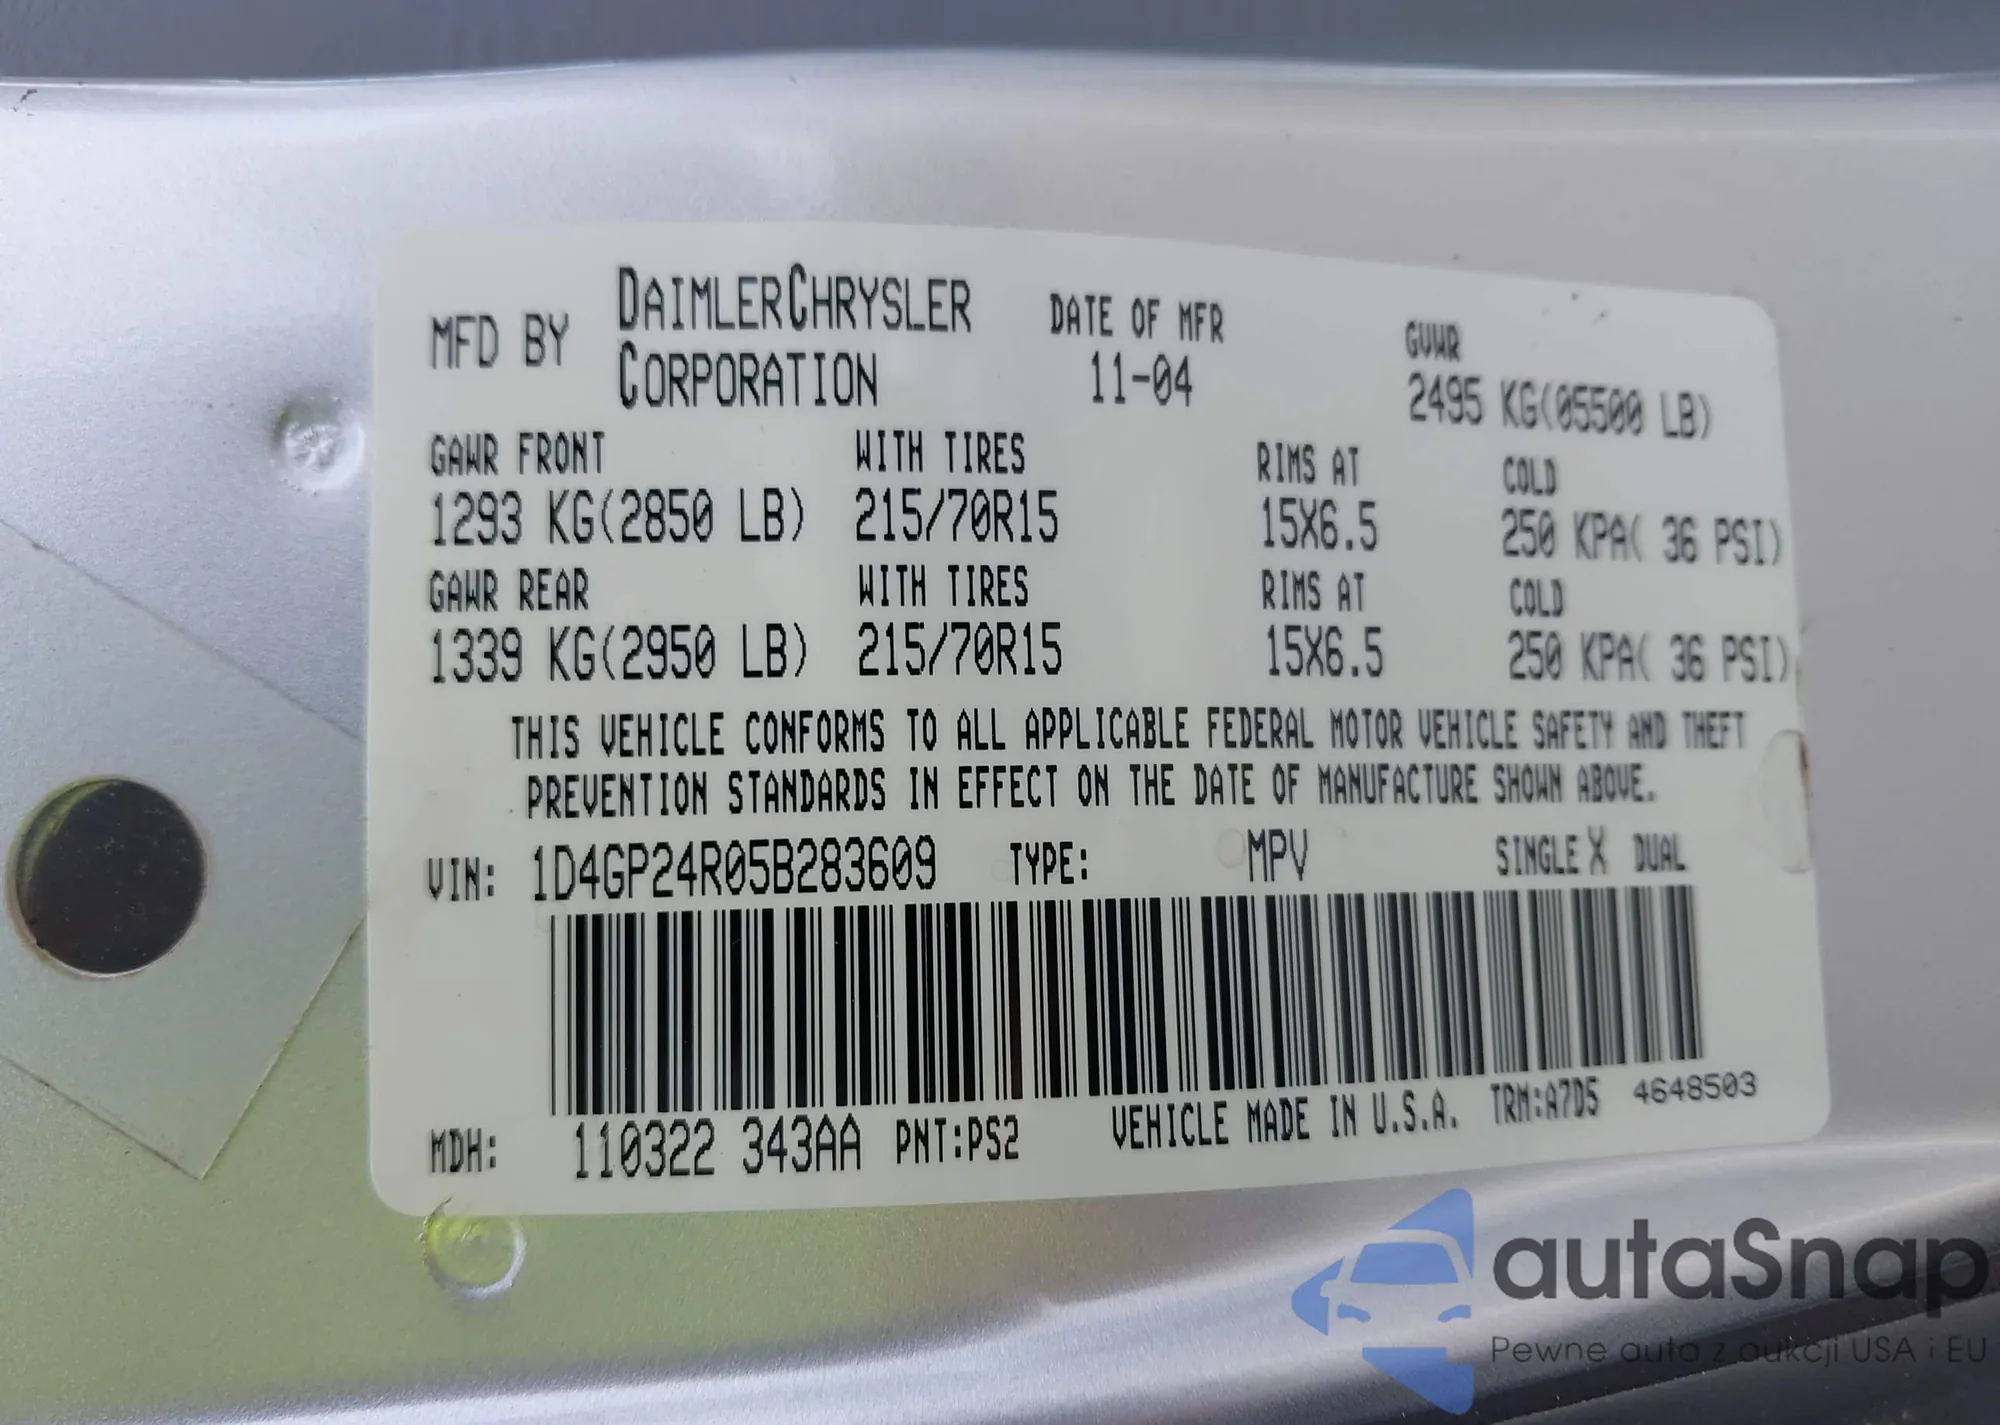 MFD BY DAIMLERCHRYSLER CORPORATION
DATE OF MFR 11-04
GVWR 2495 KG(05500 LB)
GAWR FRONT WITH TIRES RIMS AT COLD
1293 KG(2850 LB) 215/70R15 15X6.5 250 KPA( 36 PSI)
GAWR REAR WITH TIRES RIMS AT COLD
1339 KG(2950 LB) 215/70R15 15X6.5 250 KPA( 36 PSI)
THIS VEHICLE CONFORMS TO ALL APPLICABLE FEDERAL MOTOR VEHICLE SAFETY AND THEFT
PREVENTION STANDARDS IN EFFECT ON THE DATE OF MANUFACTURE SHOWN ABOVE.
VIN: 1D4GP24R05B283609 TYPE: MPV SINGLE X DUAL
MDH: 110322 343AA PNT:PS2 VEHICLE MADE IN U.S.A. TRM:A7D5 4648503
autaSnap
Pewne auta z aukcji USA i EU